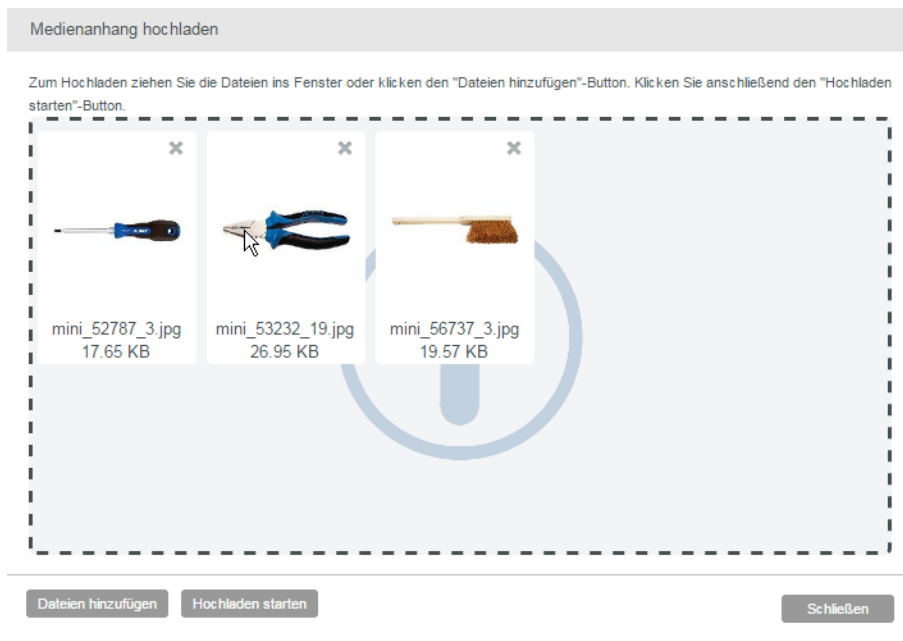 Medienanhang hochladen
Zum Hochladen ziehen Sie die Dateien ins Fenster oder klicken den "Dateien hinzufügen"-Button. Klicken Sie anschließend den "Hochladen
starten"-Button.
mini_52787_3.jpg
17.65 KB
mini_53232_19.jpg
26.95 KB
mini_56737_3.jpg
19.57 KB
Dateien hinzufügen
Hochladen starten
Schließen